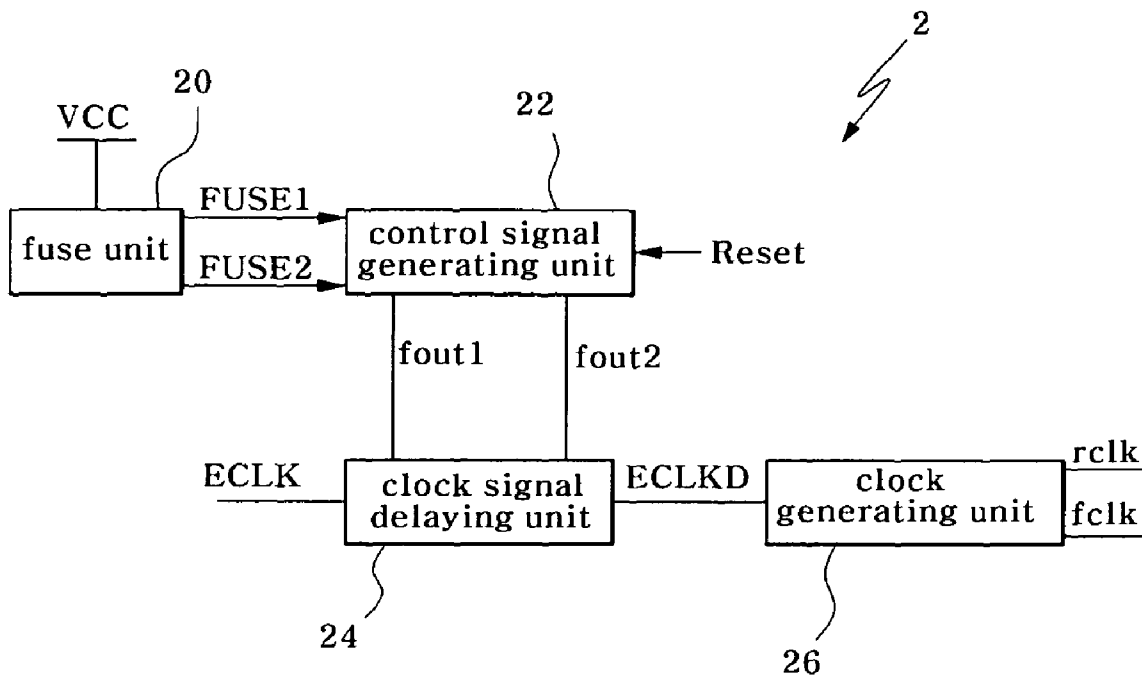 2
20
22
VCC
FUSE1
fuse unit
FUSE2
control signal
generating unit
Reset
fout1
fout2
ECLK
clock signal
delaying unit
ECLKD
clock
generating unit
rclk
fclk
24
26